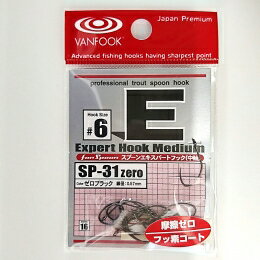 Japan Premium
VANFOOK
Advanced fishing hooks having sharpest point
professional trout spoon hook
Hook Size
#6
E
Expert Hook Medium
スプーンエキスパートフック(中軸)
SP-31 zero
Color ゼロブラック
16
摩擦ゼロ
フッ素コート